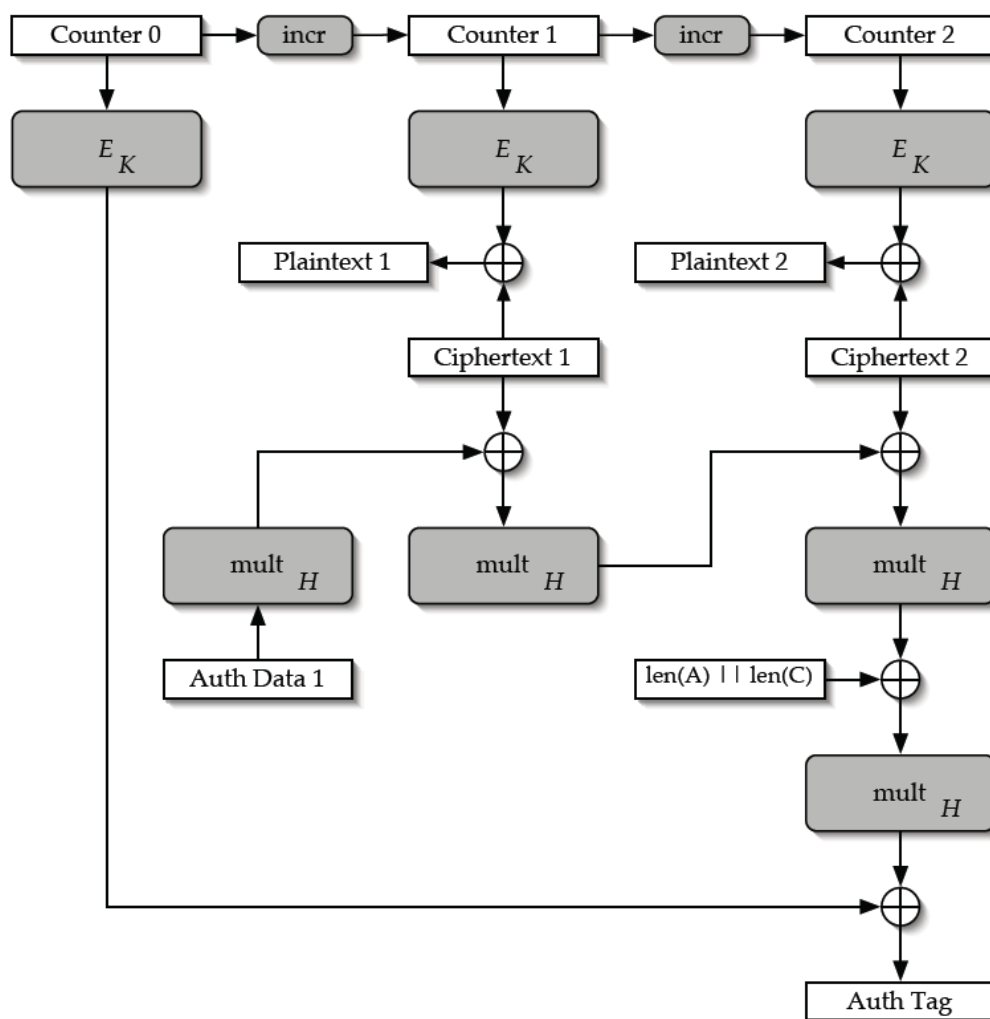 Counter 0
incr
Counter 1
incr
Counter 2
E K
E K
E K
Plaintext 1
Plaintext 2
Ciphertext 1
Ciphertext 2
mult H
mult H
mult H
Auth Data 1
len(A) || len(C)
mult H
Auth Tag